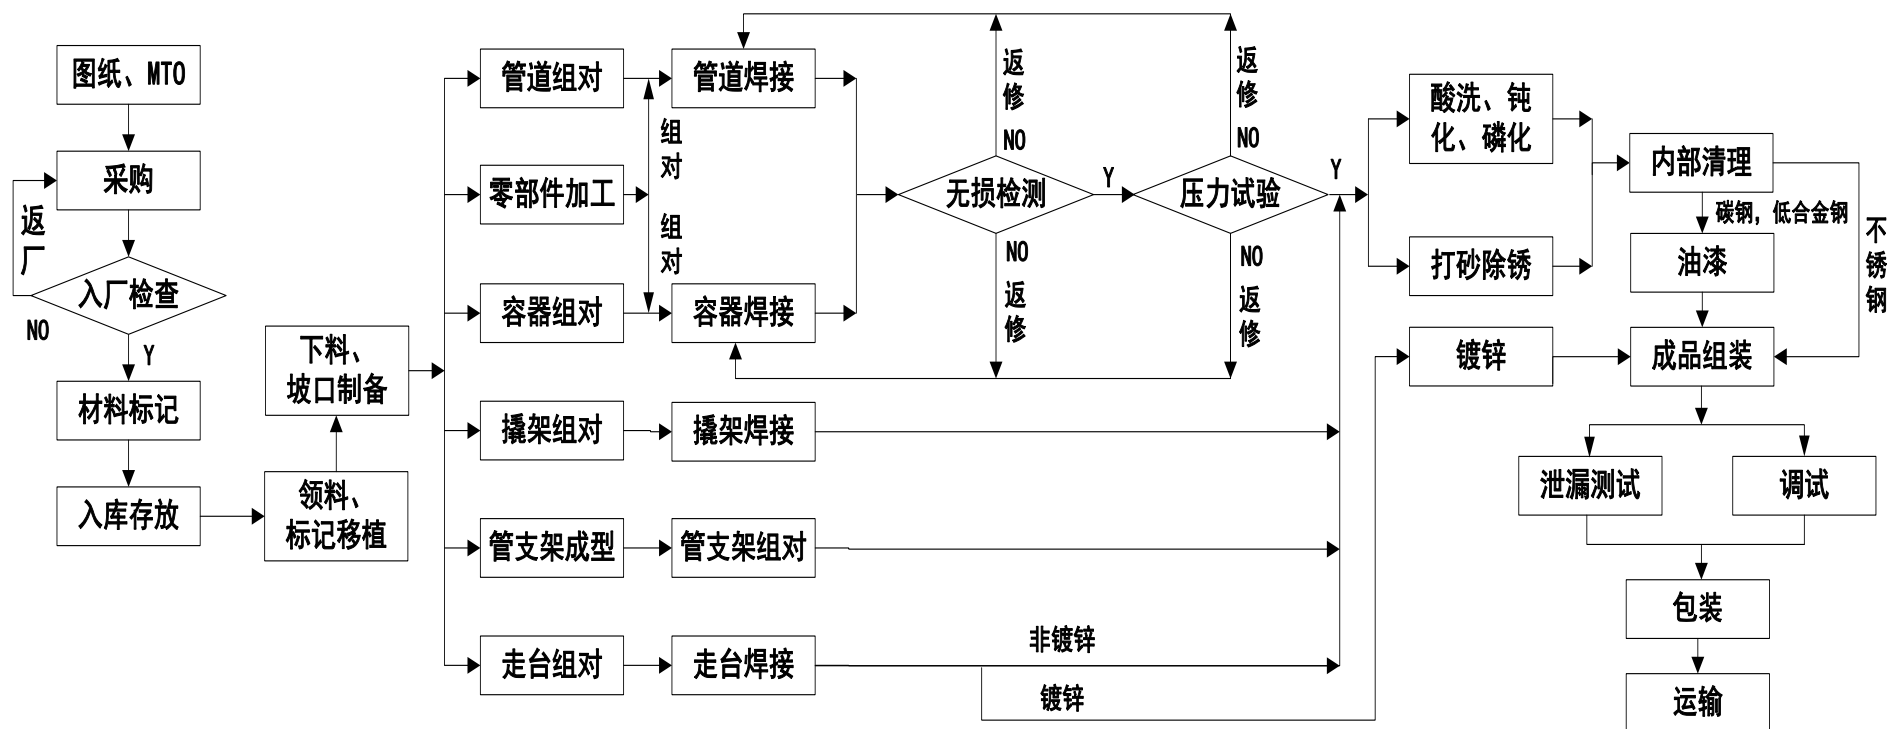 图纸、MTO
采购
返
厂
入厂检查
NO
Y
材料标记
入库存放
下料、
坡口制备
领料、
标记移植
管道组对
管道焊接
零部件加工
组
对
组
对
容器组对
容器焊接
撬架组对
撬架焊接
管支架成型
管支架组对
走台组对
走台焊接
非镀锌
镀锌
返
修
NO
无损检测
NO
返
修
Y
返
修
NO
压力试验
NO
返
修
Y
酸洗、钝
化、磷化
打砂除锈
镀锌
内部清理
碳钢，低合金钢
不
锈
钢
油漆
成品组装
泄漏测试
调试
包装
运输